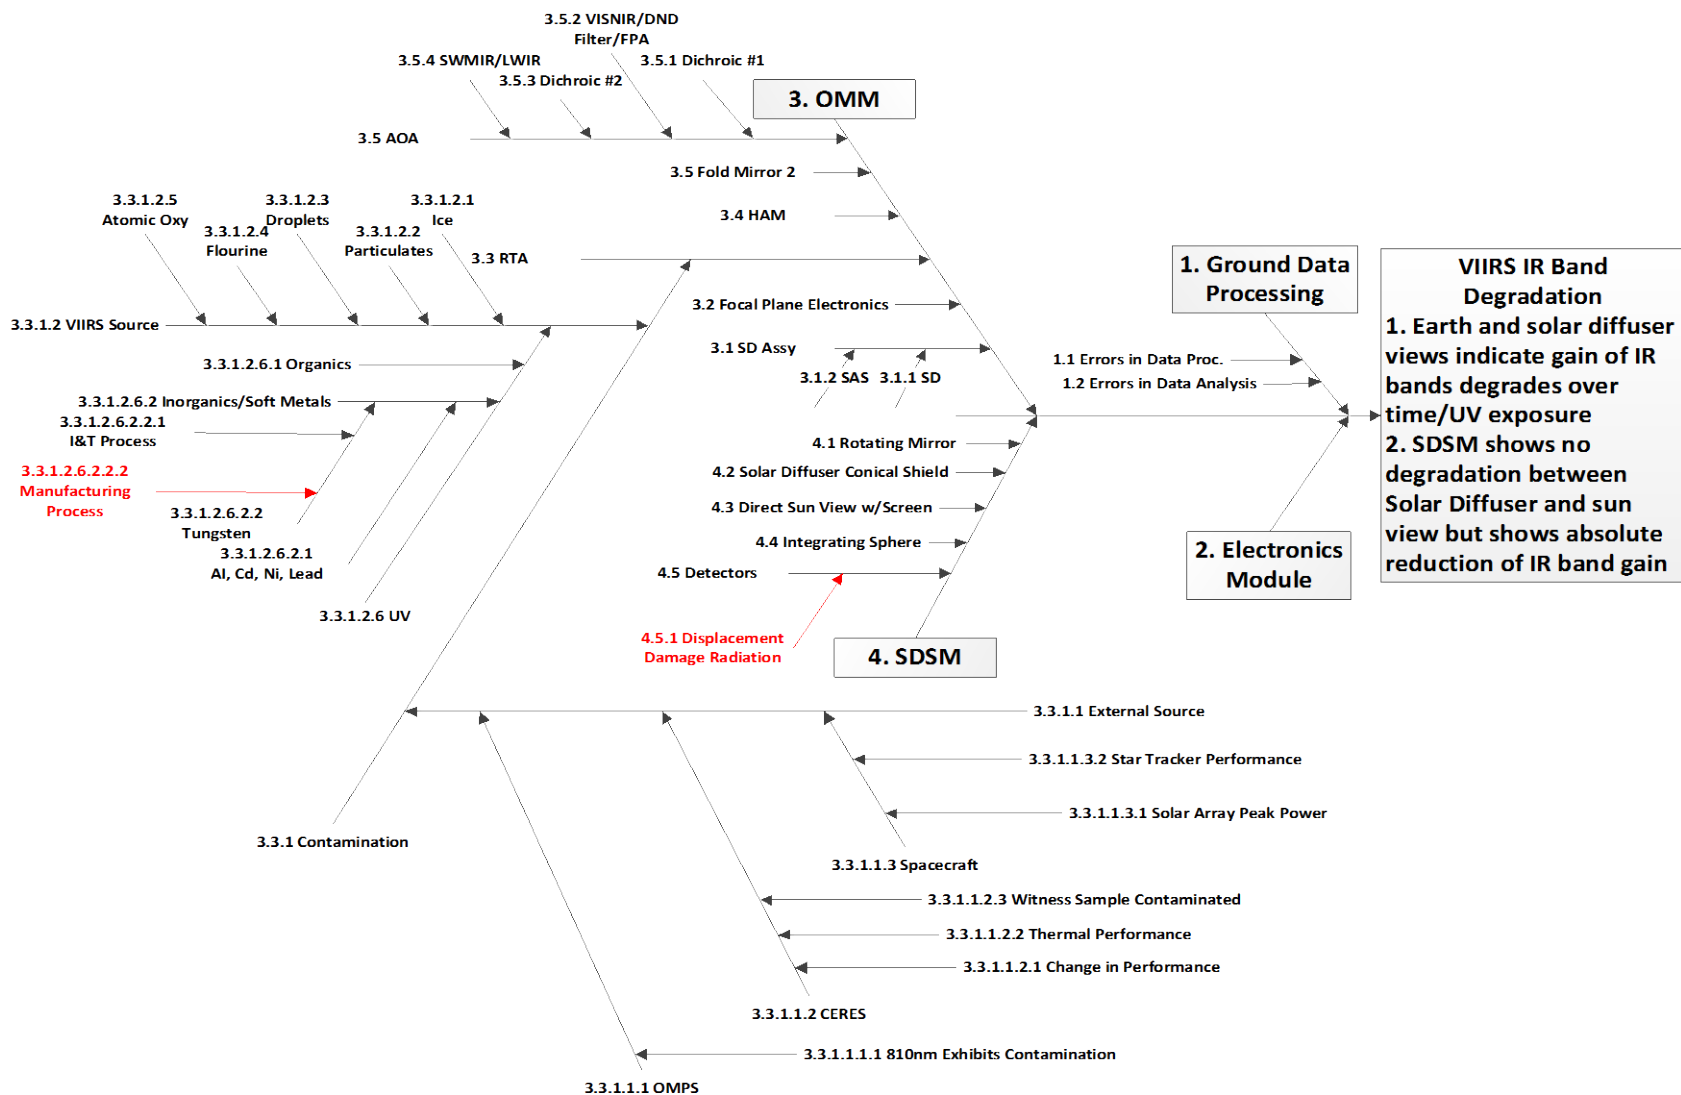 3.5.2 VISNIR/DND
Filter/FPA
3.5.4 SWMIR/LWIR
3.5.1 Dichroic #1
3.5.3 Dichroic #2
3. OMM
3.5 AOA
3.5 Fold Mirror 2
3.3.1.2.5
Atomic Oxy
3.3.1.2.4
Flourine
3.3.1.2.3
Droplets
3.3.1.2.2
Particulates
3.3.1.2.1
Ice
3.4 HAM
3.3 RTA
1. Ground Data
Processing
VIIRS IR Band
Degradation
1. Earth and solar diffuser
views indicate gain of IR
bands degrades over
time/UV exposure
2. SDSM shows no
degradation between
Solar Diffuser and sun
view but shows absolute
reduction of IR band gain
3.2 Focal Plane Electronics
3.3.1.2 VIIRS Source
3.1 SD Assy
1.1 Errors in Data Proc.
3.3.1.2.6.1 Organics
3.1.2 SAS
3.1.1 SD
1.2 Errors in Data Analysis
3.3.1.2.6.2 Inorganics/Soft Metals
3.3.1.2.6.2.2.1
I&T Process
4.1 Rotating Mirror
3.3.1.2.6.2.2.2
Manufacturing
Process
4.2 Solar Diffuser Conical Shield
4.3 Direct Sun View w/Screen
3.3.1.2.6.2.2
Tungsten
4.4 Integrating Sphere
2. Electronics
Module
3.3.1.2.6.2.1
Al, Cd, Ni, Lead
4.5 Detectors
3.3.1.2.6 UV
4.5.1 Displacement
Damage Radiation
4. SDSM
3.3.1.1 External Source
3.3.1.1.3.2 Star Tracker Performance
3.3.1.1.3.1 Solar Array Peak Power
3.3.1 Contamination
3.3.1.1.3 Spacecraft
3.3.1.1.2.3 Witness Sample Contaminated
3.3.1.1.2.2 Thermal Performance
3.3.1.1.2.1 Change in Performance
3.3.1.1.2 CERES
3.3.1.1.1.1 810nm Exhibits Contamination
3.3.1.1.1 OMPS